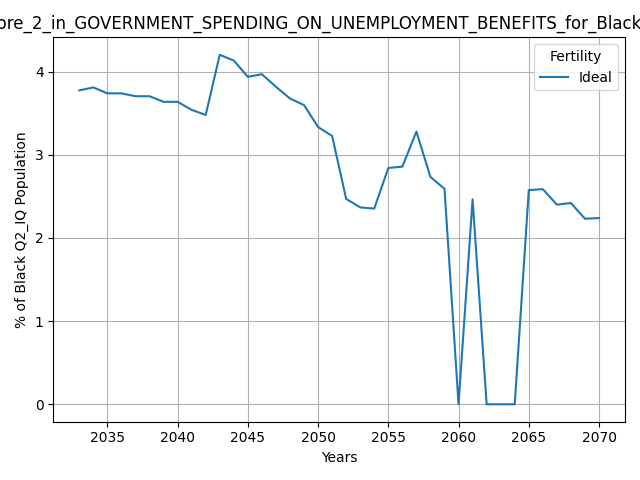 ore_2_in_GOVERNMENT_SPENDING_ON_UNEMPLOYMENT_BENEFITS_for_Black
Fertility
Ideal
% of Black Q2_IQ Population
4
3
2
1
0
2035 2040 2045 2050 2055 2060 2065 2070
Years